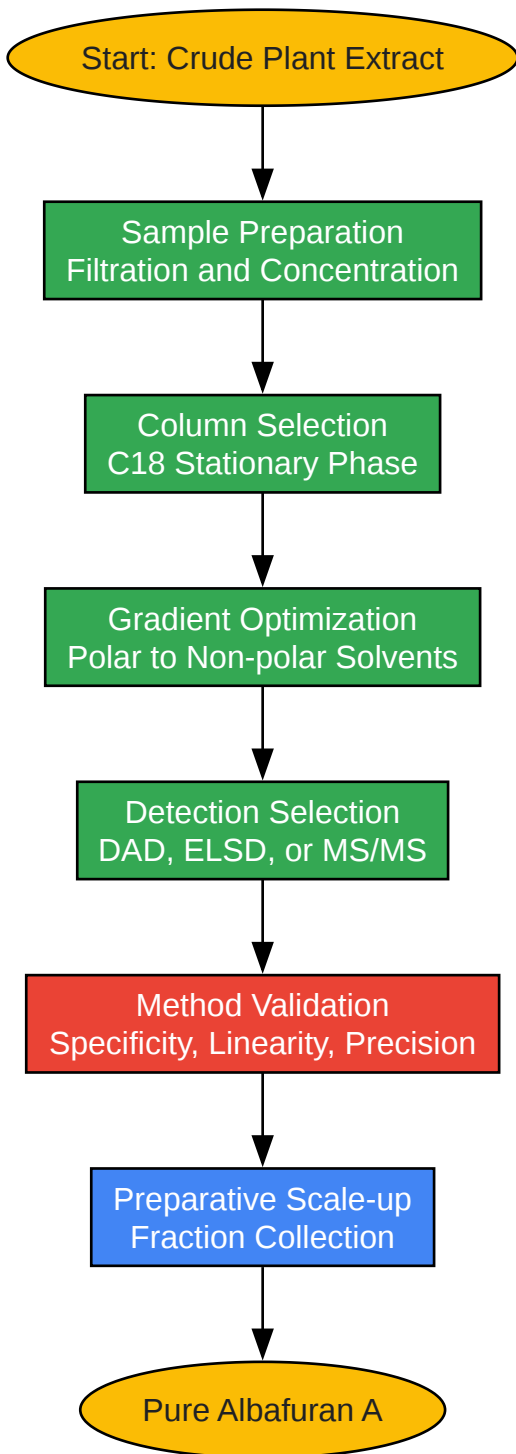 Start: Crude Plant Extract
Sample Preparation
Filtration and Concentration
Column Selection
C18 Stationary Phase
Gradient Optimization
Polar to Non-polar Solvents
Detection Selection
DAD, ELSD, or MS/MS
Method Validation
Specificity, Linearity, Precision
Preparative Scale-up
Fraction Collection
Pure Albafuran A